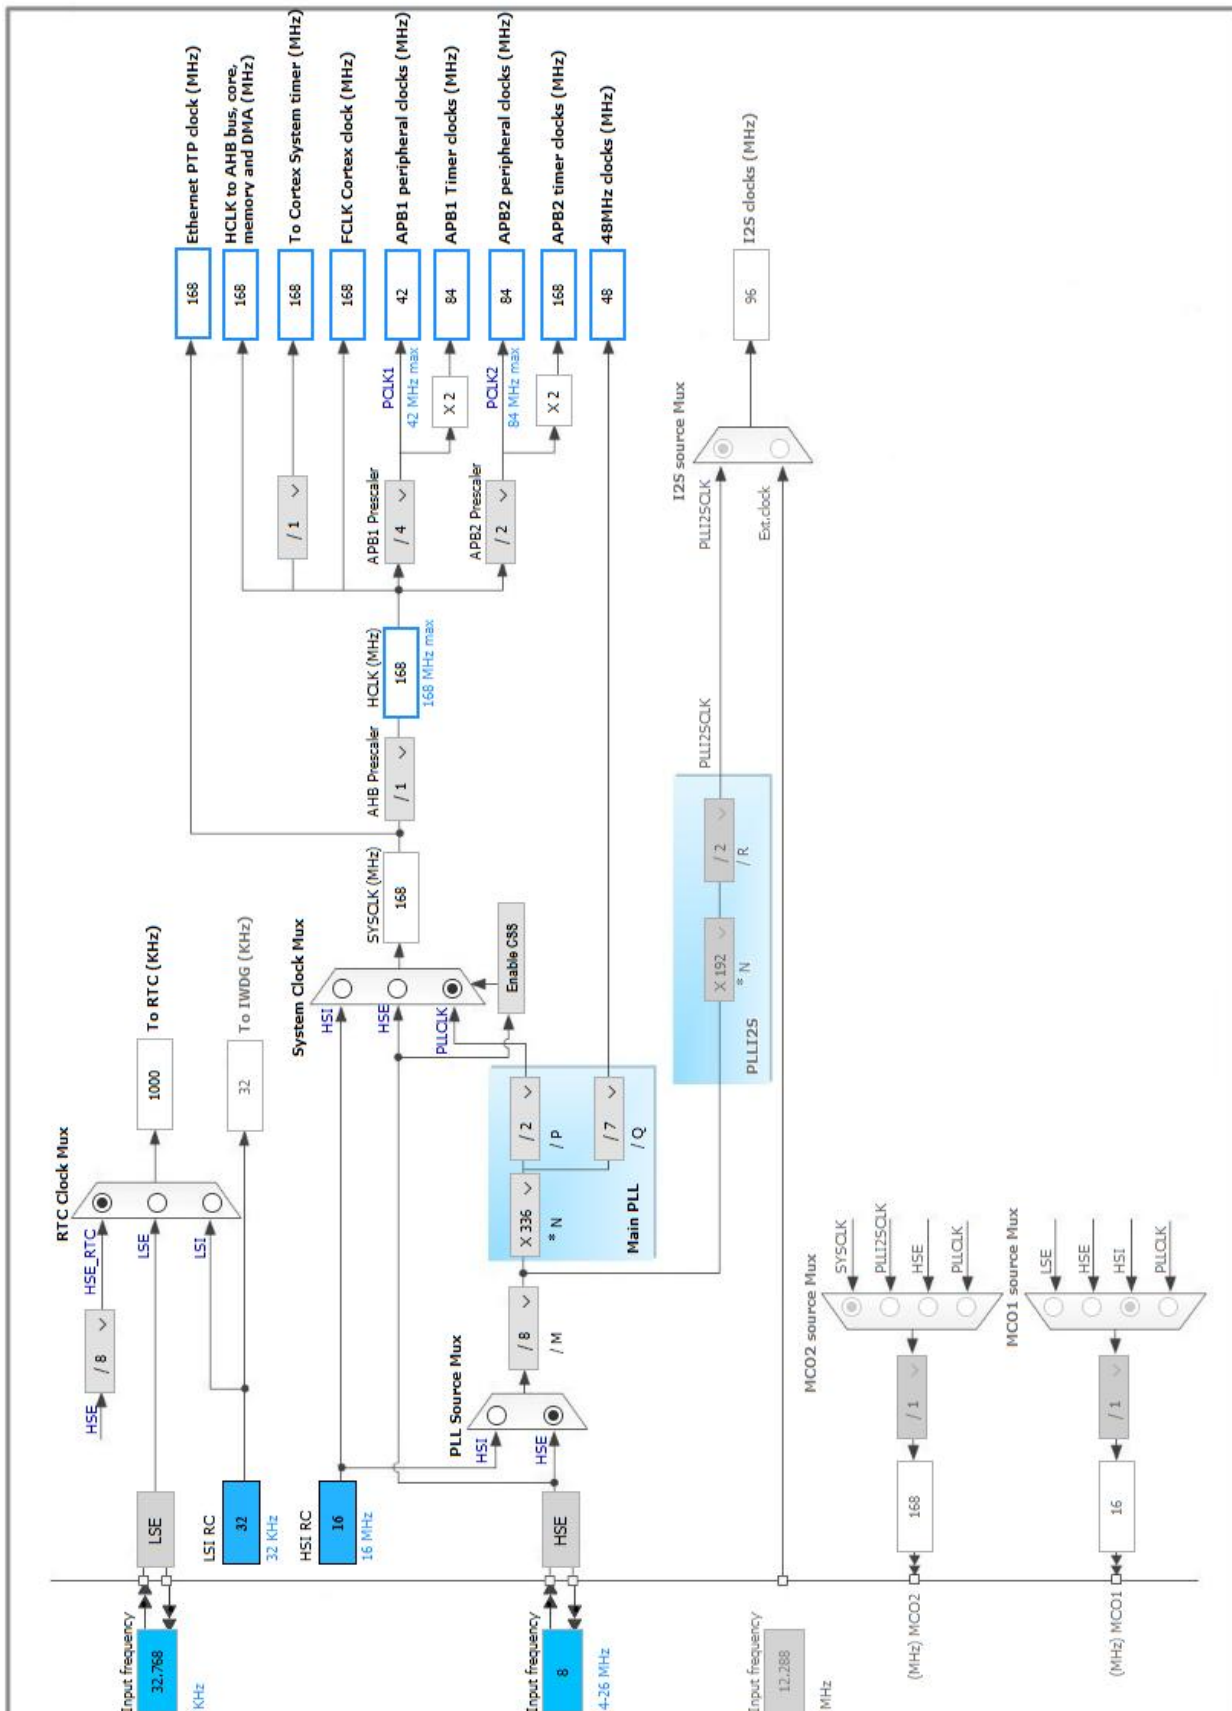 Input frequency
32.768
KHz
LSE
LSI RC
32
32 KHz
HSI RC
16
16 MHz
Input frequency
8
4-26 MHz
HSE
Input frequency
12.288
MHz
HSE
/ 8
HSE_RTC
LSE
LSI
RTC Clock Mux
1000
To RTC (KHz)
32
To IWDG (KHz)
PLL Source Mux
HSI
HSE
/ 8
/ M
X 336
* N
/ 2
/ P
/ 7
/ Q
Main PLL
System Clock Mux
HSI
HSE
PLLCLK
Enable CSS
SYSCLK (MHz)
168
AHB Prescaler
/ 1
HCLK (MHz)
168
168 MHz max
/ 1
APB1 Prescaler
/ 4
APB2 Prescaler
/ 2
PCLK1
42 MHz max
X 2
PCLK2
84 MHz max
X 2
168
Ethernet PTP clock (MHz)
168
HCLK to AHB bus, core,
memory and DMA (MHz)
168
To Cortex System timer (MHz)
168
FCLK Cortex clock (MHz)
42
APB1 peripheral clocks (MHz)
84
APB1 Timer clocks (MHz)
84
APB2 peripheral clocks (MHz)
168
APB2 timer clocks (MHz)
48
48MHz clocks (MHz)
PLLI2S
X 192
* N
/ 2
/ R
PLLI2SCLK
PLLI2SCLK
Ext.clock
I2S source Mux
96
I2S clocks (MHz)
MCO2 source Mux
SYSCLK
PLLI2SCLK
HSE
PLLCLK
/ 1
168
(MHz) MCO2
MCO1 source Mux
LSE
HSE
HSI
PLLCLK
/ 1
16
(MHz) MCO1